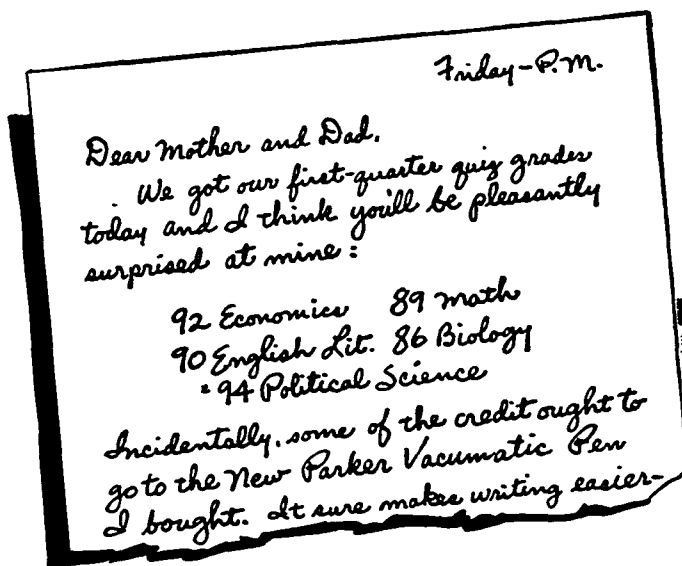 Friday-P.M.
Dear Mother and Dad,
We got our first-quarter quiz grades
today and I think you'll be pleasantly
surprised at mine:
92 Economics 89 Math
90 English Lit. 86 Biology
94 Political Science
Incidentally, some of the credit ought to
go to the New Parker Vacumatic Pen
I bought. It sure makes writing easier-